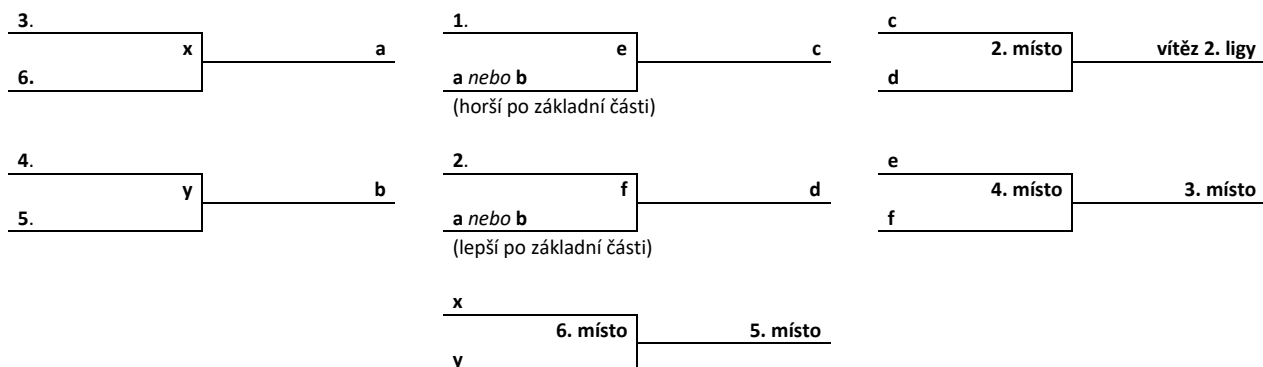 3.
x
a
6.
4.
y
b
5.
1.
e
c
a nebo b
(horší po základní části)
2.
f
d
a nebo b
(lepší po základní části)
x
6. místo
5. místo
y
c
2. místo
vítěz 2. ligy
d
e
4. místo
3. místo
f